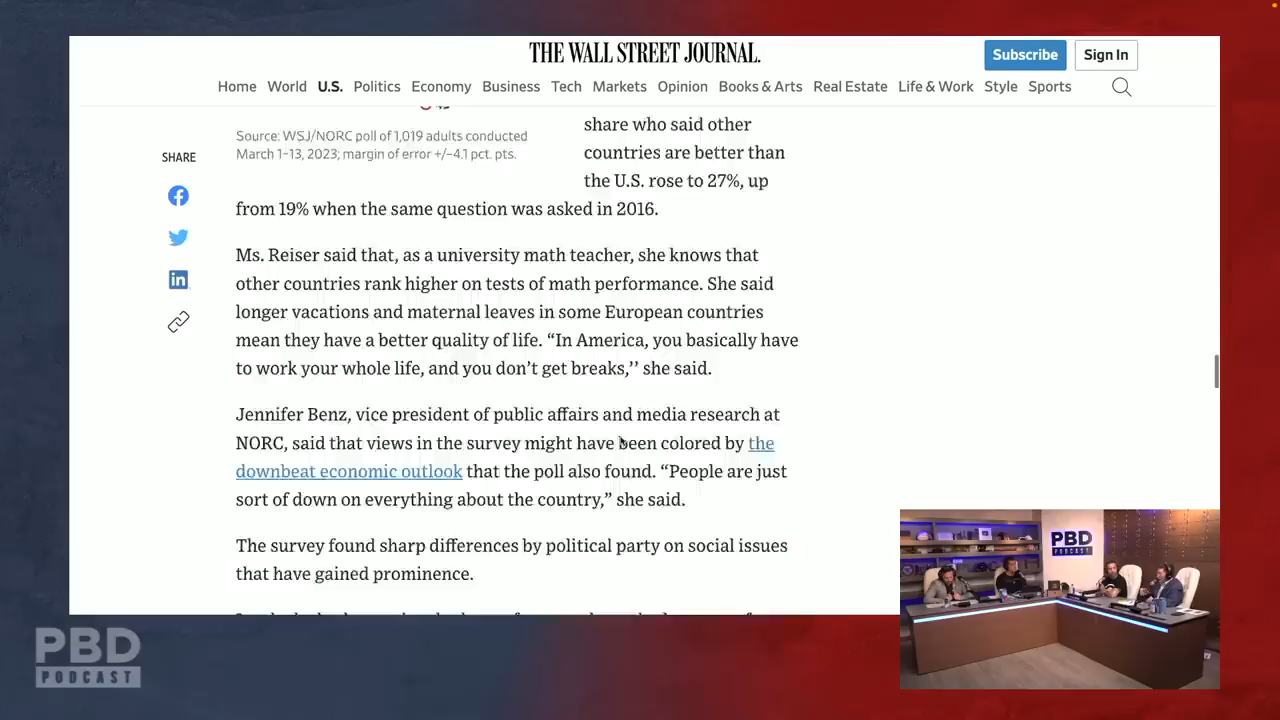 THE WALL STREET JOURNAL.
Subscribe
Sign In
Home World U.S. Politics Economy Business Tech Markets Opinion Books & Arts Real Estate Life & Work Style Sports
Source: WSJ/NORC poll of 1,019 adults conducted
March 1–13, 2023; margin of error +/–4.1 pct. pts.
SHARE
share who said other
countries are better than
the U.S. rose to 27%, up
from 19% when the same question was asked in 2016.
Ms. Reiser said that, as a university math teacher, she knows that
other countries rank higher on tests of math performance. She said
longer vacations and maternal leaves in some European countries
mean they have a better quality of life. “In America, you basically have
to work your whole life, and you don’t get breaks,’’ she said.
Jennifer Benz, vice president of public affairs and media research at
NORC, said that views in the survey might have been colored by the
downbeat economic outlook that the poll also found. “People are just
sort of down on everything about the country,” she said.
The survey found sharp differences by political party on social issues
that have gained prominence.
PBD
PODCAST
PBD
PODCAST